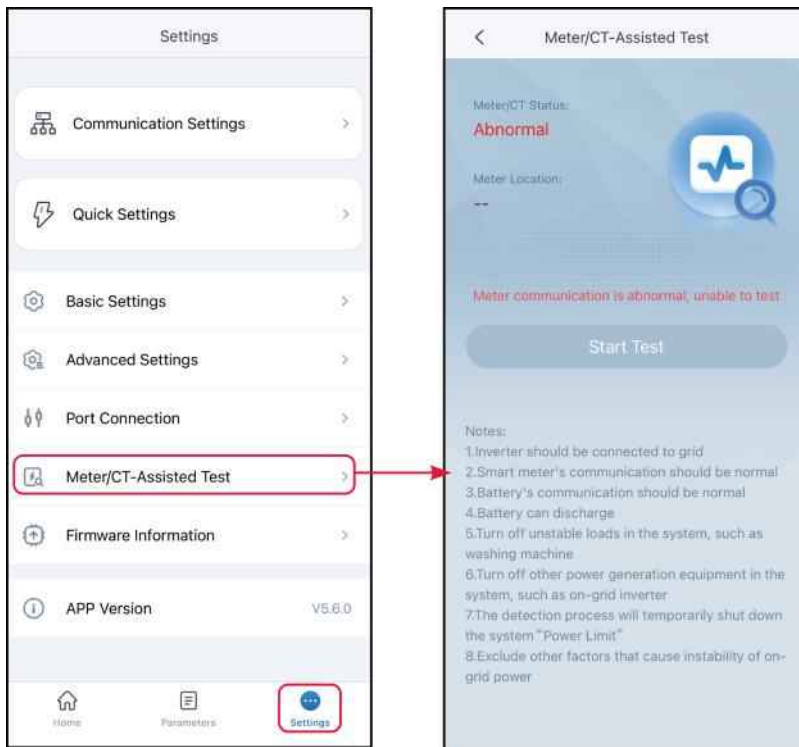 Settings
Communication Settings
Quick Settings
Basic Settings
Advanced Settings
Port Connection
Meter/CT-Assisted Test
Firmware Information
APP Version V5.6.0
Home Parameters Settings
Meter/CT-Assisted Test
Meter/CT Status:
Abnormal
Meter Location:
--
Meter communication is abnormal, unable to test
Start Test
Notes:
1.Inverter should be connected to grid
2.Smart meter's communication should be normal
3.Battery's communication should be normal
4.Battery can discharge
5.Turn off unstable loads in the system, such as
washing machine
6.Turn off other power generation equipment in the
system, such as on-grid inverter
7.The detection process will temporarily shut down
the system "Power Limit"
8.Exclude other factors that cause instability of on-
grid power